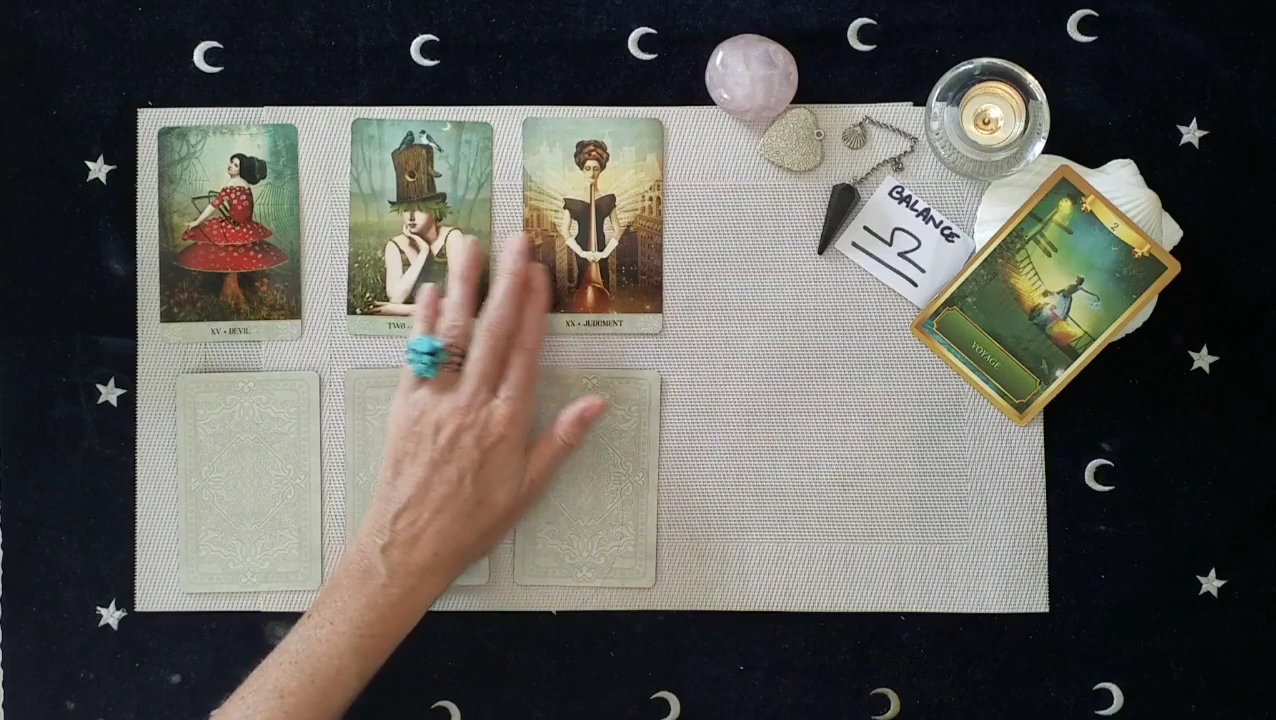 XV • DEVIL
TWO
XX • JUDGMENT
BALANCE
2
VOYAGE